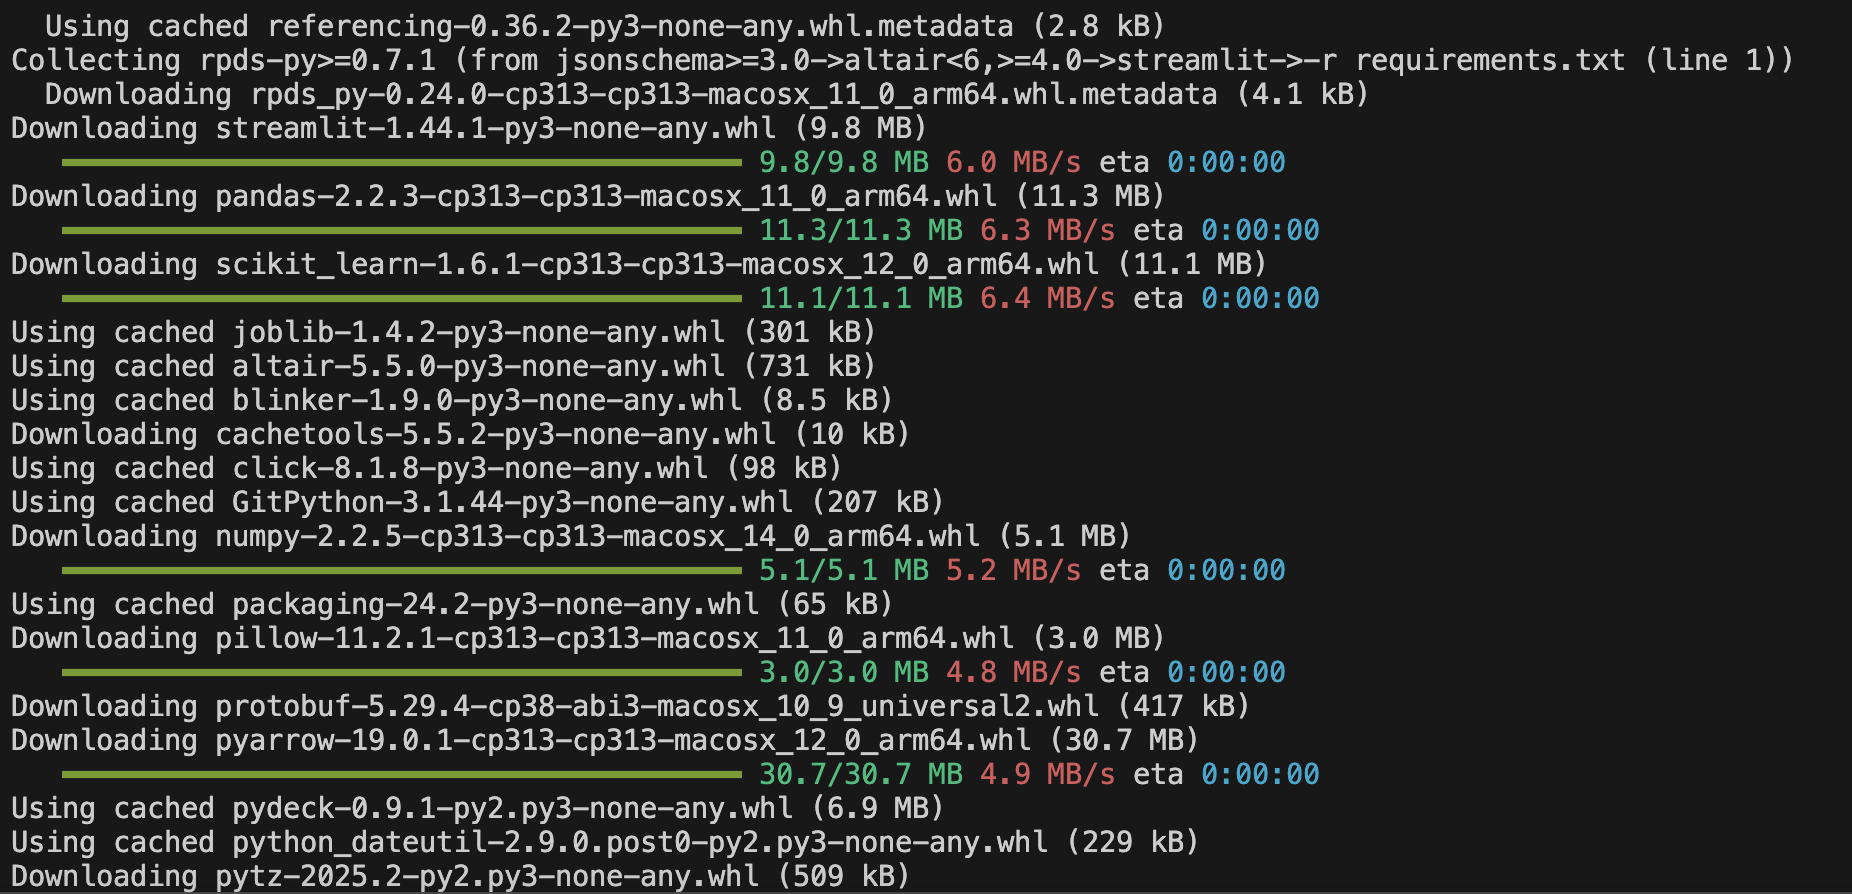 Using cached referencing-0.36.2-py3-none-any.whl.metadata (2.8 kB)
Collecting rpds-py>=0.7.1 (from jsonschema>=3.0->altair<6,>=4.0->streamlit->-r requirements.txt (line 1))
Downloading rpds_py-0.24.0-cp313-cp313-macosx_11_0_arm64.whl.metadata (4.1 kB)
Downloading streamlit-1.44.1-py3-none-any.whl (9.8 MB)
9.8/9.8 MB 6.0 MB/s eta 0:00:00
Downloading pandas-2.2.3-cp313-cp313-macosx_11_0_arm64.whl (11.3 MB)
11.3/11.3 MB 6.3 MB/s eta 0:00:00
Downloading scikit_learn-1.6.1-cp313-cp313-macosx_12_0_arm64.whl (11.1 MB)
11.1/11.1 MB 6.4 MB/s eta 0:00:00
Using cached joblib-1.4.2-py3-none-any.whl (301 kB)
Using cached altair-5.5.0-py3-none-any.whl (731 kB)
Using cached blinker-1.9.0-py3-none-any.whl (8.5 kB)
Downloading cachetools-5.5.2-py3-none-any.whl (10 kB)
Using cached click-8.1.8-py3-none-any.whl (98 kB)
Using cached GitPython-3.1.44-py3-none-any.whl (207 kB)
Downloading numpy-2.2.5-cp313-cp313-macosx_14_0_arm64.whl (5.1 MB)
5.1/5.1 MB 5.2 MB/s eta 0:00:00
Using cached packaging-24.2-py3-none-any.whl (65 kB)
Downloading pillow-11.2.1-cp313-cp313-macosx_11_0_arm64.whl (3.0 MB)
3.0/3.0 MB 4.8 MB/s eta 0:00:00
Downloading protobuf-5.29.4-cp38-abi3-macosx_10_9_universal2.whl (417 kB)
Downloading pyarrow-19.0.1-cp313-cp313-macosx_12_0_arm64.whl (30.7 MB)
30.7/30.7 MB 4.9 MB/s eta 0:00:00
Using cached pydeck-0.9.1-py2.py3-none-any.whl (6.9 MB)
Using cached python_dateutil-2.9.0.post0-py2.py3-none-any.whl (229 kB)
Downloading pytz-2025.2-py2.py3-none-any.whl (509 kB)